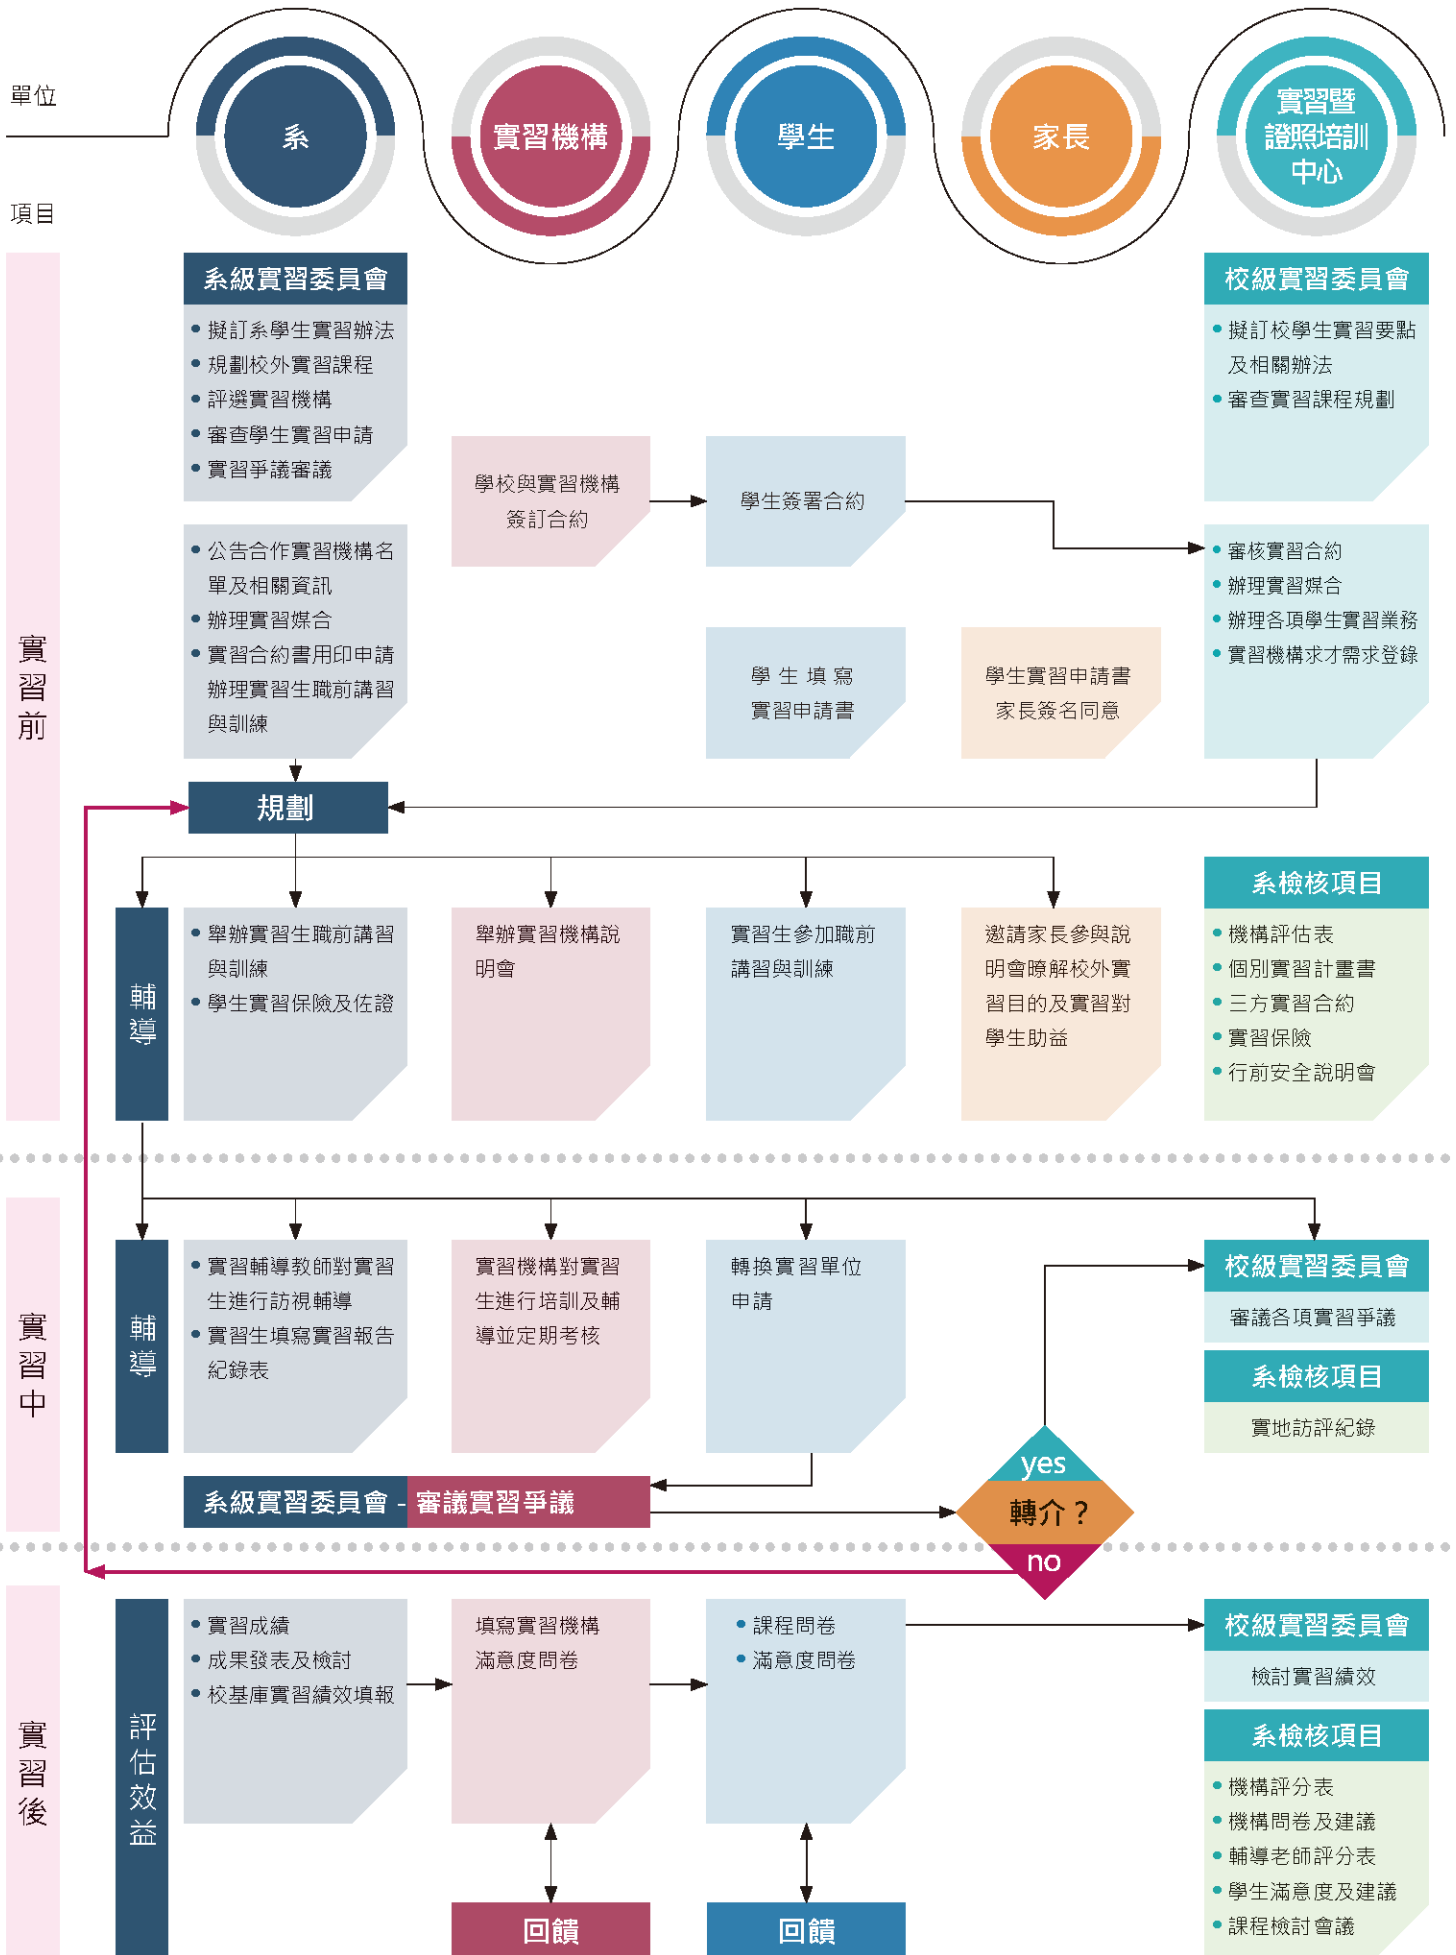 單位
系
實習機構
學生
家長
實習暨
證照培訓
中心
項目
實習前
系級實習委員會
• 擬訂系學生實習辦法
• 規劃校外實習課程
• 評選實習機構
• 審查學生實習申請
• 實習爭議審議
校級實習委員會
• 擬訂校學生實習要點
及相關辦法
• 審查實習課程規劃
學校與實習機構
簽訂合約
學生簽署合約
• 公告合作實習機構名
單及相關資訊
• 辦理實習媒合
• 實習合約書用印申請
辦理實習生職前講習
與訓練
學生填寫
實習申請書
學生實習申請書
家長簽名同意
• 審核實習合約
• 辦理實習媒合
• 辦理各項學生實習業務
• 實習機構求才需求登錄
規劃
輔導
• 舉辦實習生職前講習
與訓練
• 學生實習保險及佐證
舉辦實習機構說
明會
實習生參加職前
講習與訓練
邀請家長參與說
明會瞭解校外實
習目的及實習對
學生助益
系檢核項目
• 機構評估表
• 個別實習計畫書
• 三方實習合約
• 實習保險
• 行前安全說明會
實習中
輔導
• 實習輔導教師對實習
生進行訪視輔導
• 實習生填寫實習報告
紀錄表
實習機構對實習
生進行培訓及輔
導並定期考核
轉換實習單位
申請
校級實習委員會
審議各項實習爭議
系檢核項目
實地訪評紀錄
系級實習委員會 - 審議實習爭議
yes
轉介？
no
實習後
評估效益
• 實習成績
• 成果發表及檢討
• 校基庫實習績效填報
填寫實習機構
滿意度問卷
• 課程問卷
• 滿意度問卷
校級實習委員會
檢討實習績效
系檢核項目
• 機構評分表
• 機構問卷及建議
• 輔導老師評分表
• 學生滿意度及建議
• 課程檢討會議
回饋
回饋